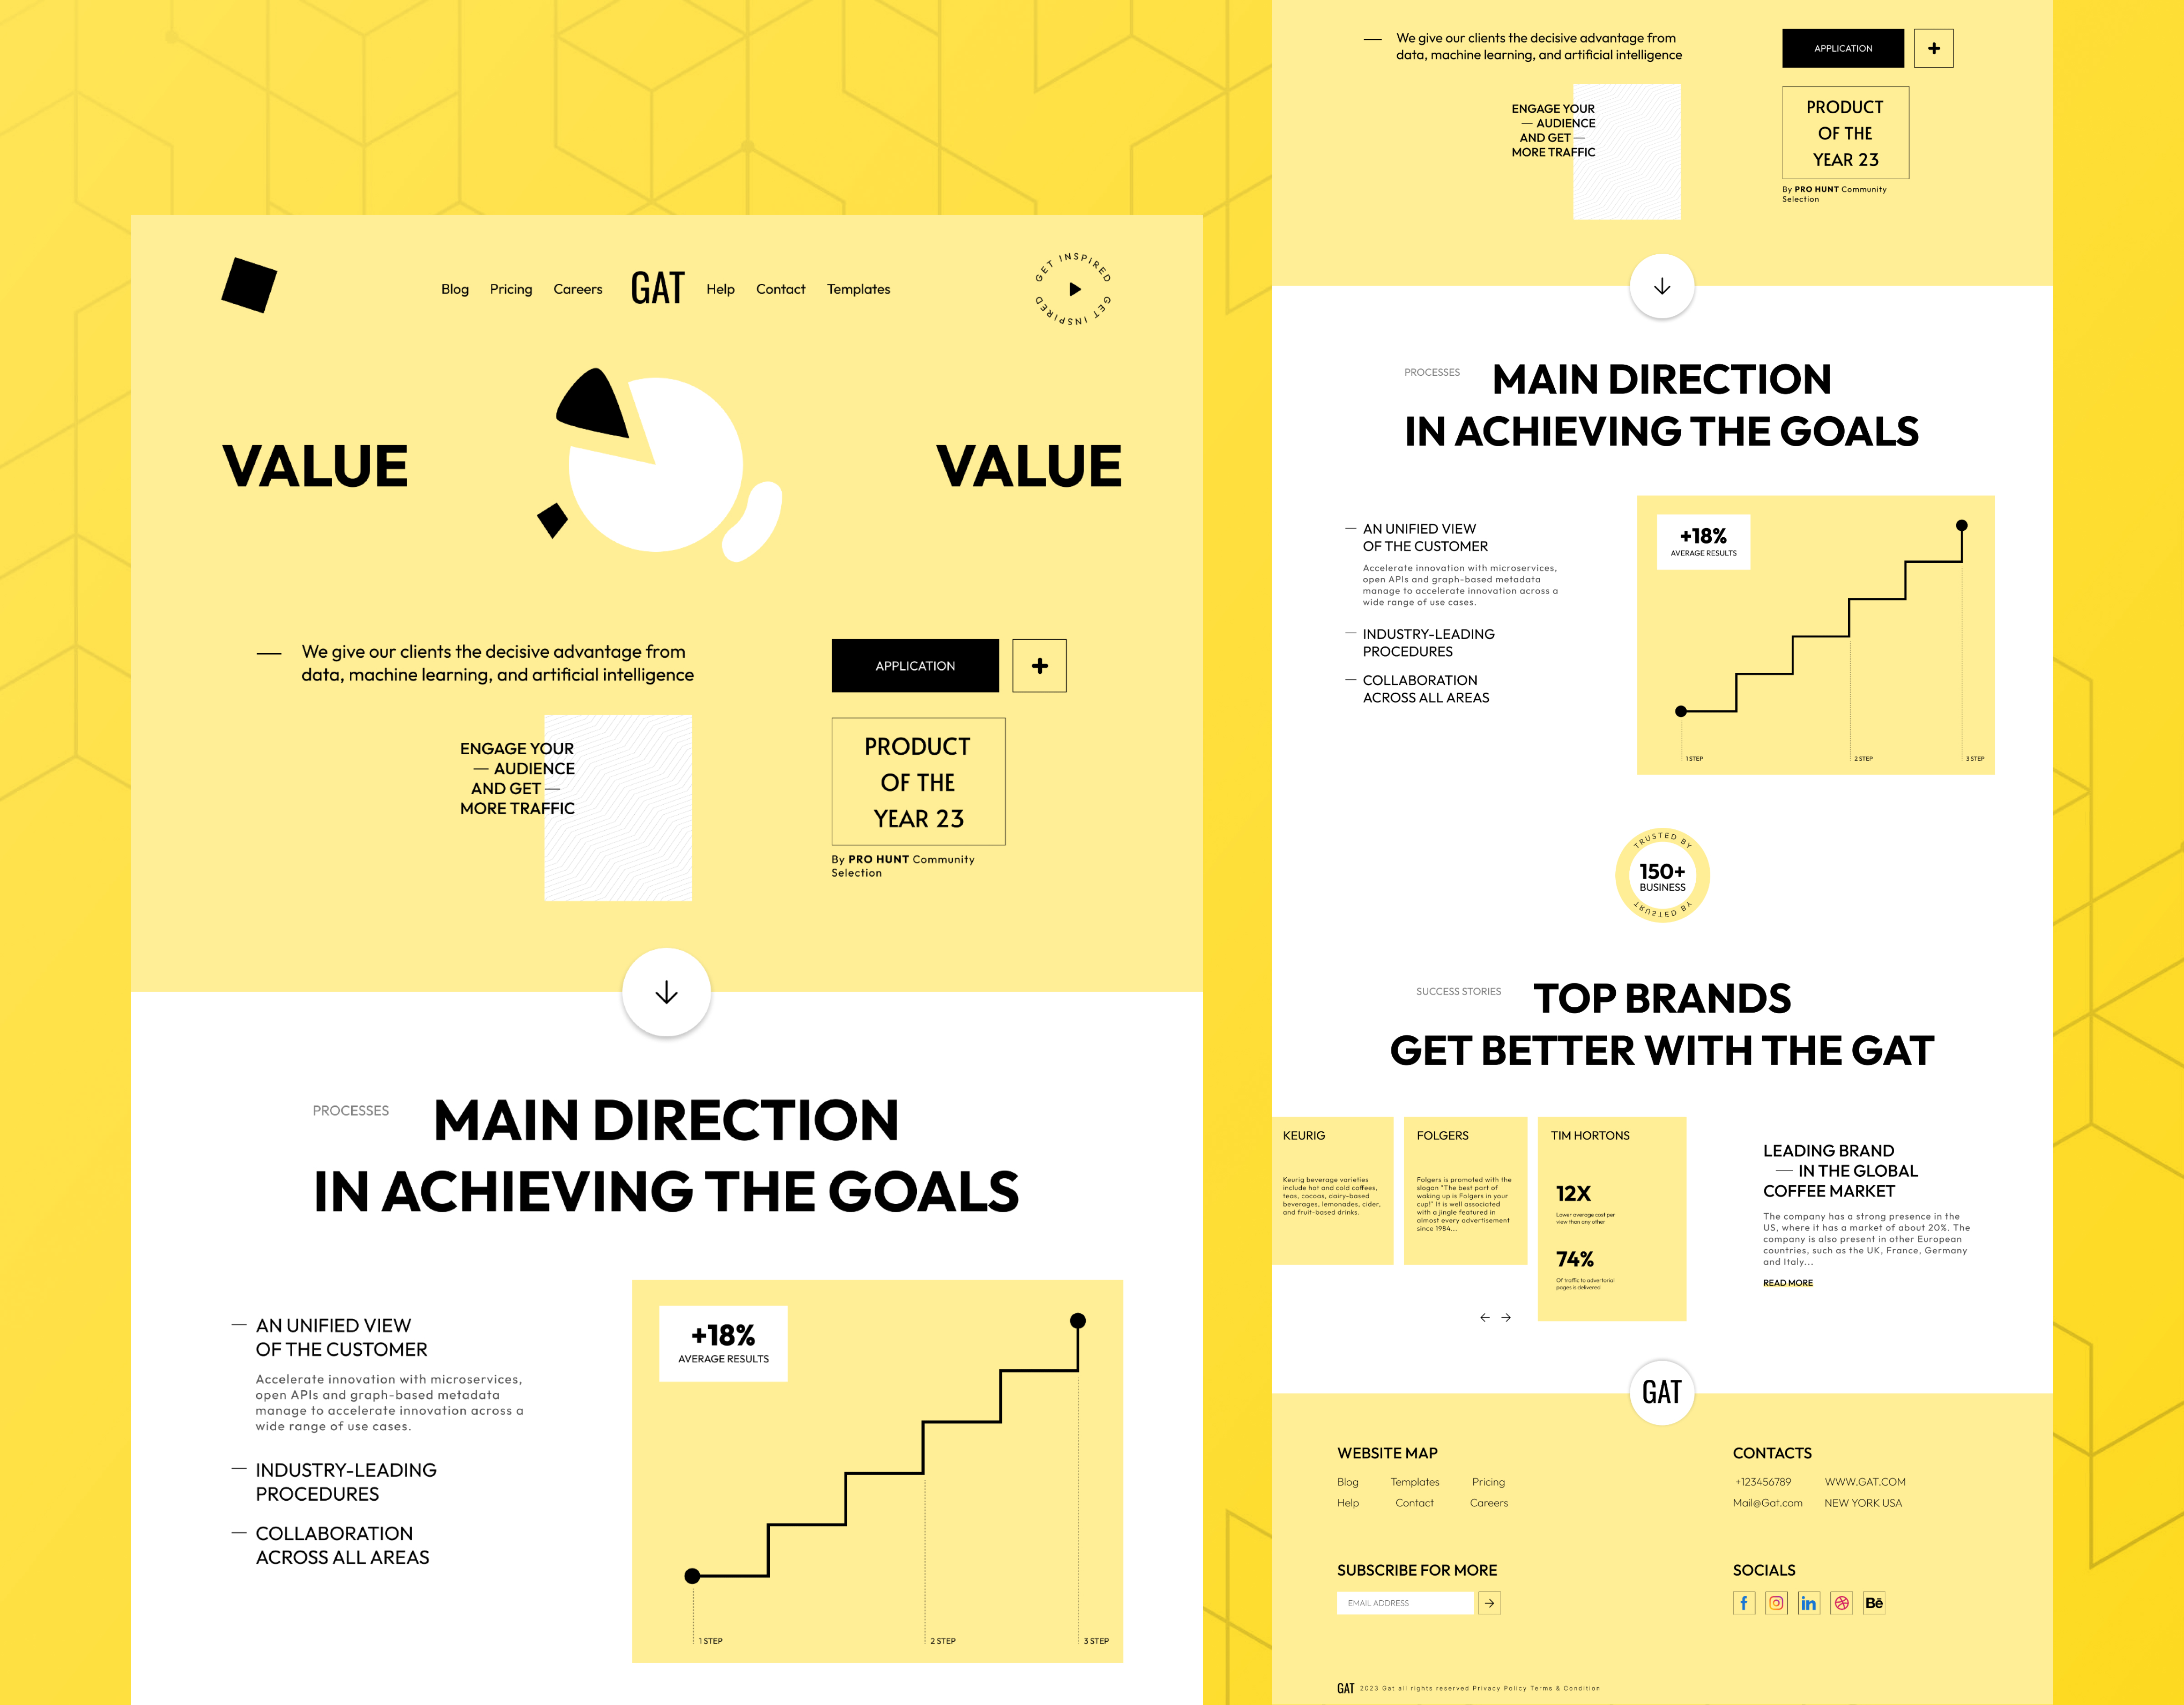 Blog Pricing Careers GAT Help Contact Templates
GET INSPIRED GET INSPIRED
VALUE VALUE
We give our clients the decisive advantage from
data, machine learning, and artificial intelligence
APPLICATION
ENGAGE YOUR
— AUDIENCE
AND GET —
MORE TRAFFIC
PRODUCT
OF THE
YEAR 23
By PRO HUNT Community
Selection
PROCESSES
MAIN DIRECTION
IN ACHIEVING THE GOALS
— AN UNIFIED VIEW
OF THE CUSTOMER
Accelerate innovation with microservices,
open APIs and graph-based metadata
manage to accelerate innovation across a
wide range of use cases.
— INDUSTRY-LEADING
PROCEDURES
— COLLABORATION
ACROSS ALL AREAS
+18%
AVERAGE RESULTS
1 STEP
2 STEP
3 STEP
We give our clients the decisive advantage from
data, machine learning, and artificial intelligence
APPLICATION
ENGAGE YOUR
— AUDIENCE
AND GET —
MORE TRAFFIC
PRODUCT
OF THE
YEAR 23
By PRO HUNT Community
Selection
PROCESSES
MAIN DIRECTION
IN ACHIEVING THE GOALS
— AN UNIFIED VIEW
OF THE CUSTOMER
Accelerate innovation with microservices,
open APIs and graph-based metadata
manage to accelerate innovation across a
wide range of use cases.
— INDUSTRY-LEADING
PROCEDURES
— COLLABORATION
ACROSS ALL AREAS
+18%
AVERAGE RESULTS
1 STEP
2 STEP
3 STEP
TRUSTED BY
150+
BUSINESS
TRUSTED BY
SUCCESS STORIES
TOP BRANDS
GET BETTER WITH THE GAT
KEURIG
Keurig beverage varieties
include hot and cold coffees,
teas, cocoas, dairy-based
beverages, lemonades, cider,
and fruit-based drinks.
FOLGERS
Folgers is promoted with the
slogan "The best part of
waking up is Folgers in your
cup!" It is well associated
with a jingle featured in
almost every advertisement
since 1984...
TIM HORTONS
12X
Lower average cost per
view than any other
74%
Of traffic to advertorial
pages is delivered
LEADING BRAND
— IN THE GLOBAL
COFFEE MARKET
The company has a strong presence in the
US, where it has a market of about 20%. The
company is also present in other European
countries, such as the UK, France, Germany
and Italy...
READ MORE
GAT
WEBSITE MAP
Blog Templates Pricing
Help Contact Careers
CONTACTS
+123456789 WWW.GAT.COM
Mail@Gat.com NEW YORK USA
SUBSCRIBE FOR MORE
EMAIL ADDRESS
SOCIALS
f in Bē
GAT 2023 Gat all rights reserved Privacy Policy Terms & Condition